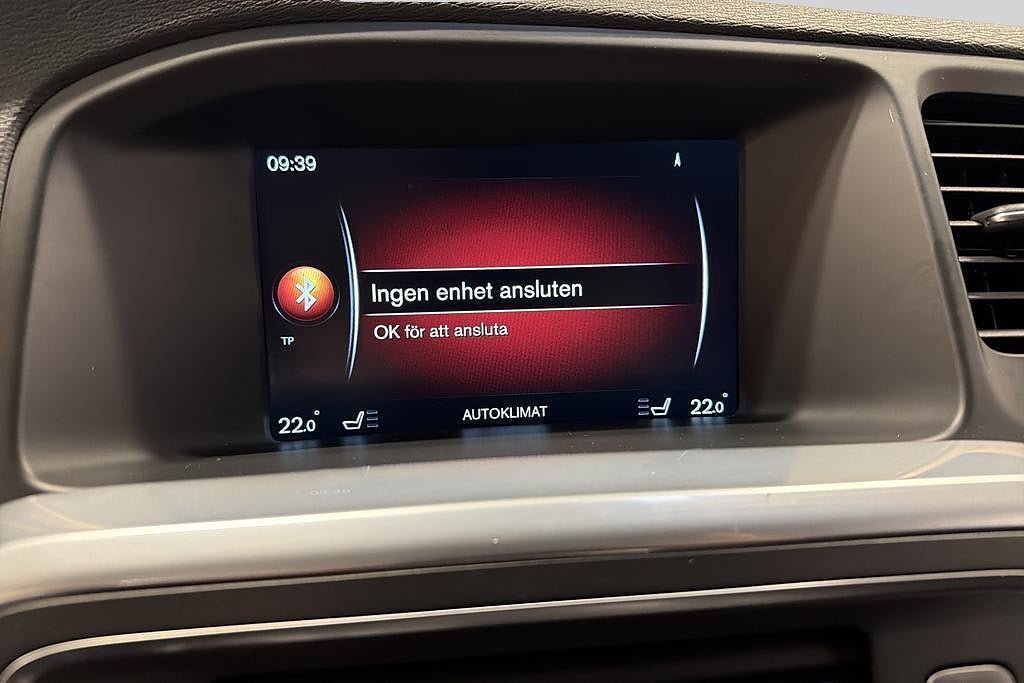 09:39
Ingen enhet ansluten
OK för att ansluta
TP
22.0° AUTOKLIMAT 22.0°